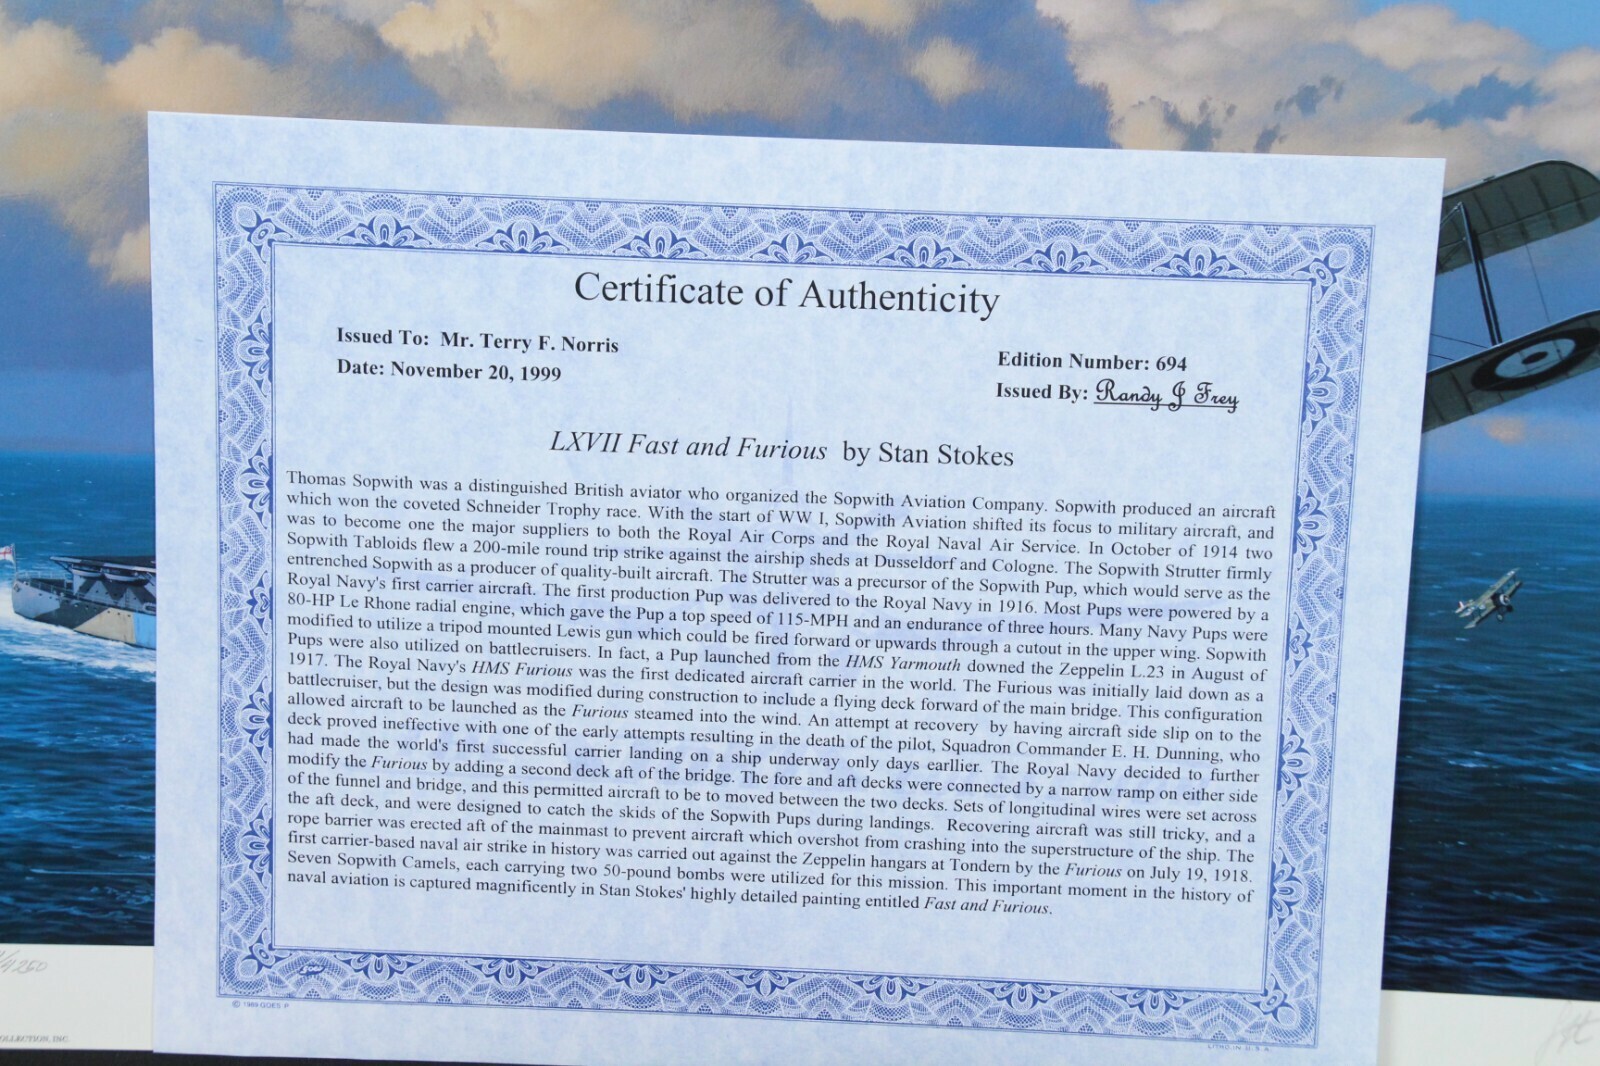 Certificate of Authenticity
Issued To: Mr. Terry F. Norris
Date: November 20, 1999
Edition Number: 694
Issued By: Randy J Frey
LXVII Fast and Furious by Stan Stokes
Thomas Sopwith was a distinguished British aviator who organized the Sopwith Aviation Company. Sopwith produced an aircraft
which won the coveted Schneider Trophy race. With the start of WW I, Sopwith Aviation shifted its focus to military aircraft, and
was to become one the major suppliers to both the Royal Air Corps and the Royal Naval Air Service. In October of 1914 two
Sopwith Tabloids flew a 200-mile round trip strike against the airship sheds at Dusseldorf and Cologne. The Sopwith Strutter firmly
entrenched Sopwith as a producer of quality-built aircraft. The Strutter was a precursor of the Sopwith Pup, which would serve as the
Royal Navy's first carrier aircraft. The first production Pup was delivered to the Royal Navy in 1916. Most Pups were powered by a
80-HP Le Rhone radial engine, which gave the Pup a top speed of 115-MPH and an endurance of three hours. Many Navy Pups were
modified to utilize a tripod mounted Lewis gun which could be fired forward or upwards through a cutout in the upper wing. Sopwith
Pups were also utilized on battlecruisers. In fact, a Pup launched from the HMS Yarmouth downed the Zeppelin L.23 in August of
1917. The Royal Navy's HMS Furious was the first dedicated aircraft carrier in the world. The Furious was initially laid down as a
battlecruiser, but the design was modified during construction to include a flying deck forward of the main bridge. This configuration
allowed aircraft to be launched as the Furious steamed into the wind. An attempt at recovery by having aircraft side slip on to the
deck proved ineffective with one of the early attempts resulting in the death of the pilot, Squadron Commander E. H. Dunning, who
had made the world's first successful carrier landing on a ship underway only days earllier. The Royal Navy decided to further
modify the Furious by adding a second deck aft of the bridge. The fore and aft decks were connected by a narrow ramp on either side
of the funnel and bridge, and this permitted aircraft to be to moved between the two decks. Sets of longitudinal wires were set across
the aft deck, and were designed to catch the skids of the Sopwith Pups during landings. Recovering aircraft was still tricky, and a
rope barrier was erected aft of the mainmast to prevent aircraft which overshot from crashing into the superstructure of the ship. The
first carrier-based naval air strike in history was carried out against the Zeppelin hangars at Tondern by the Furious on July 19, 1918.
Seven Sopwith Camels, each carrying two 50-pound bombs were utilized for this mission. This important moment in the history of
naval aviation is captured magnificently in Stan Stokes' highly detailed painting entitled Fast and Furious.
© 1989 GOES P
LITHO. IN U.S.A.
/4250
OLLECTION, INC.